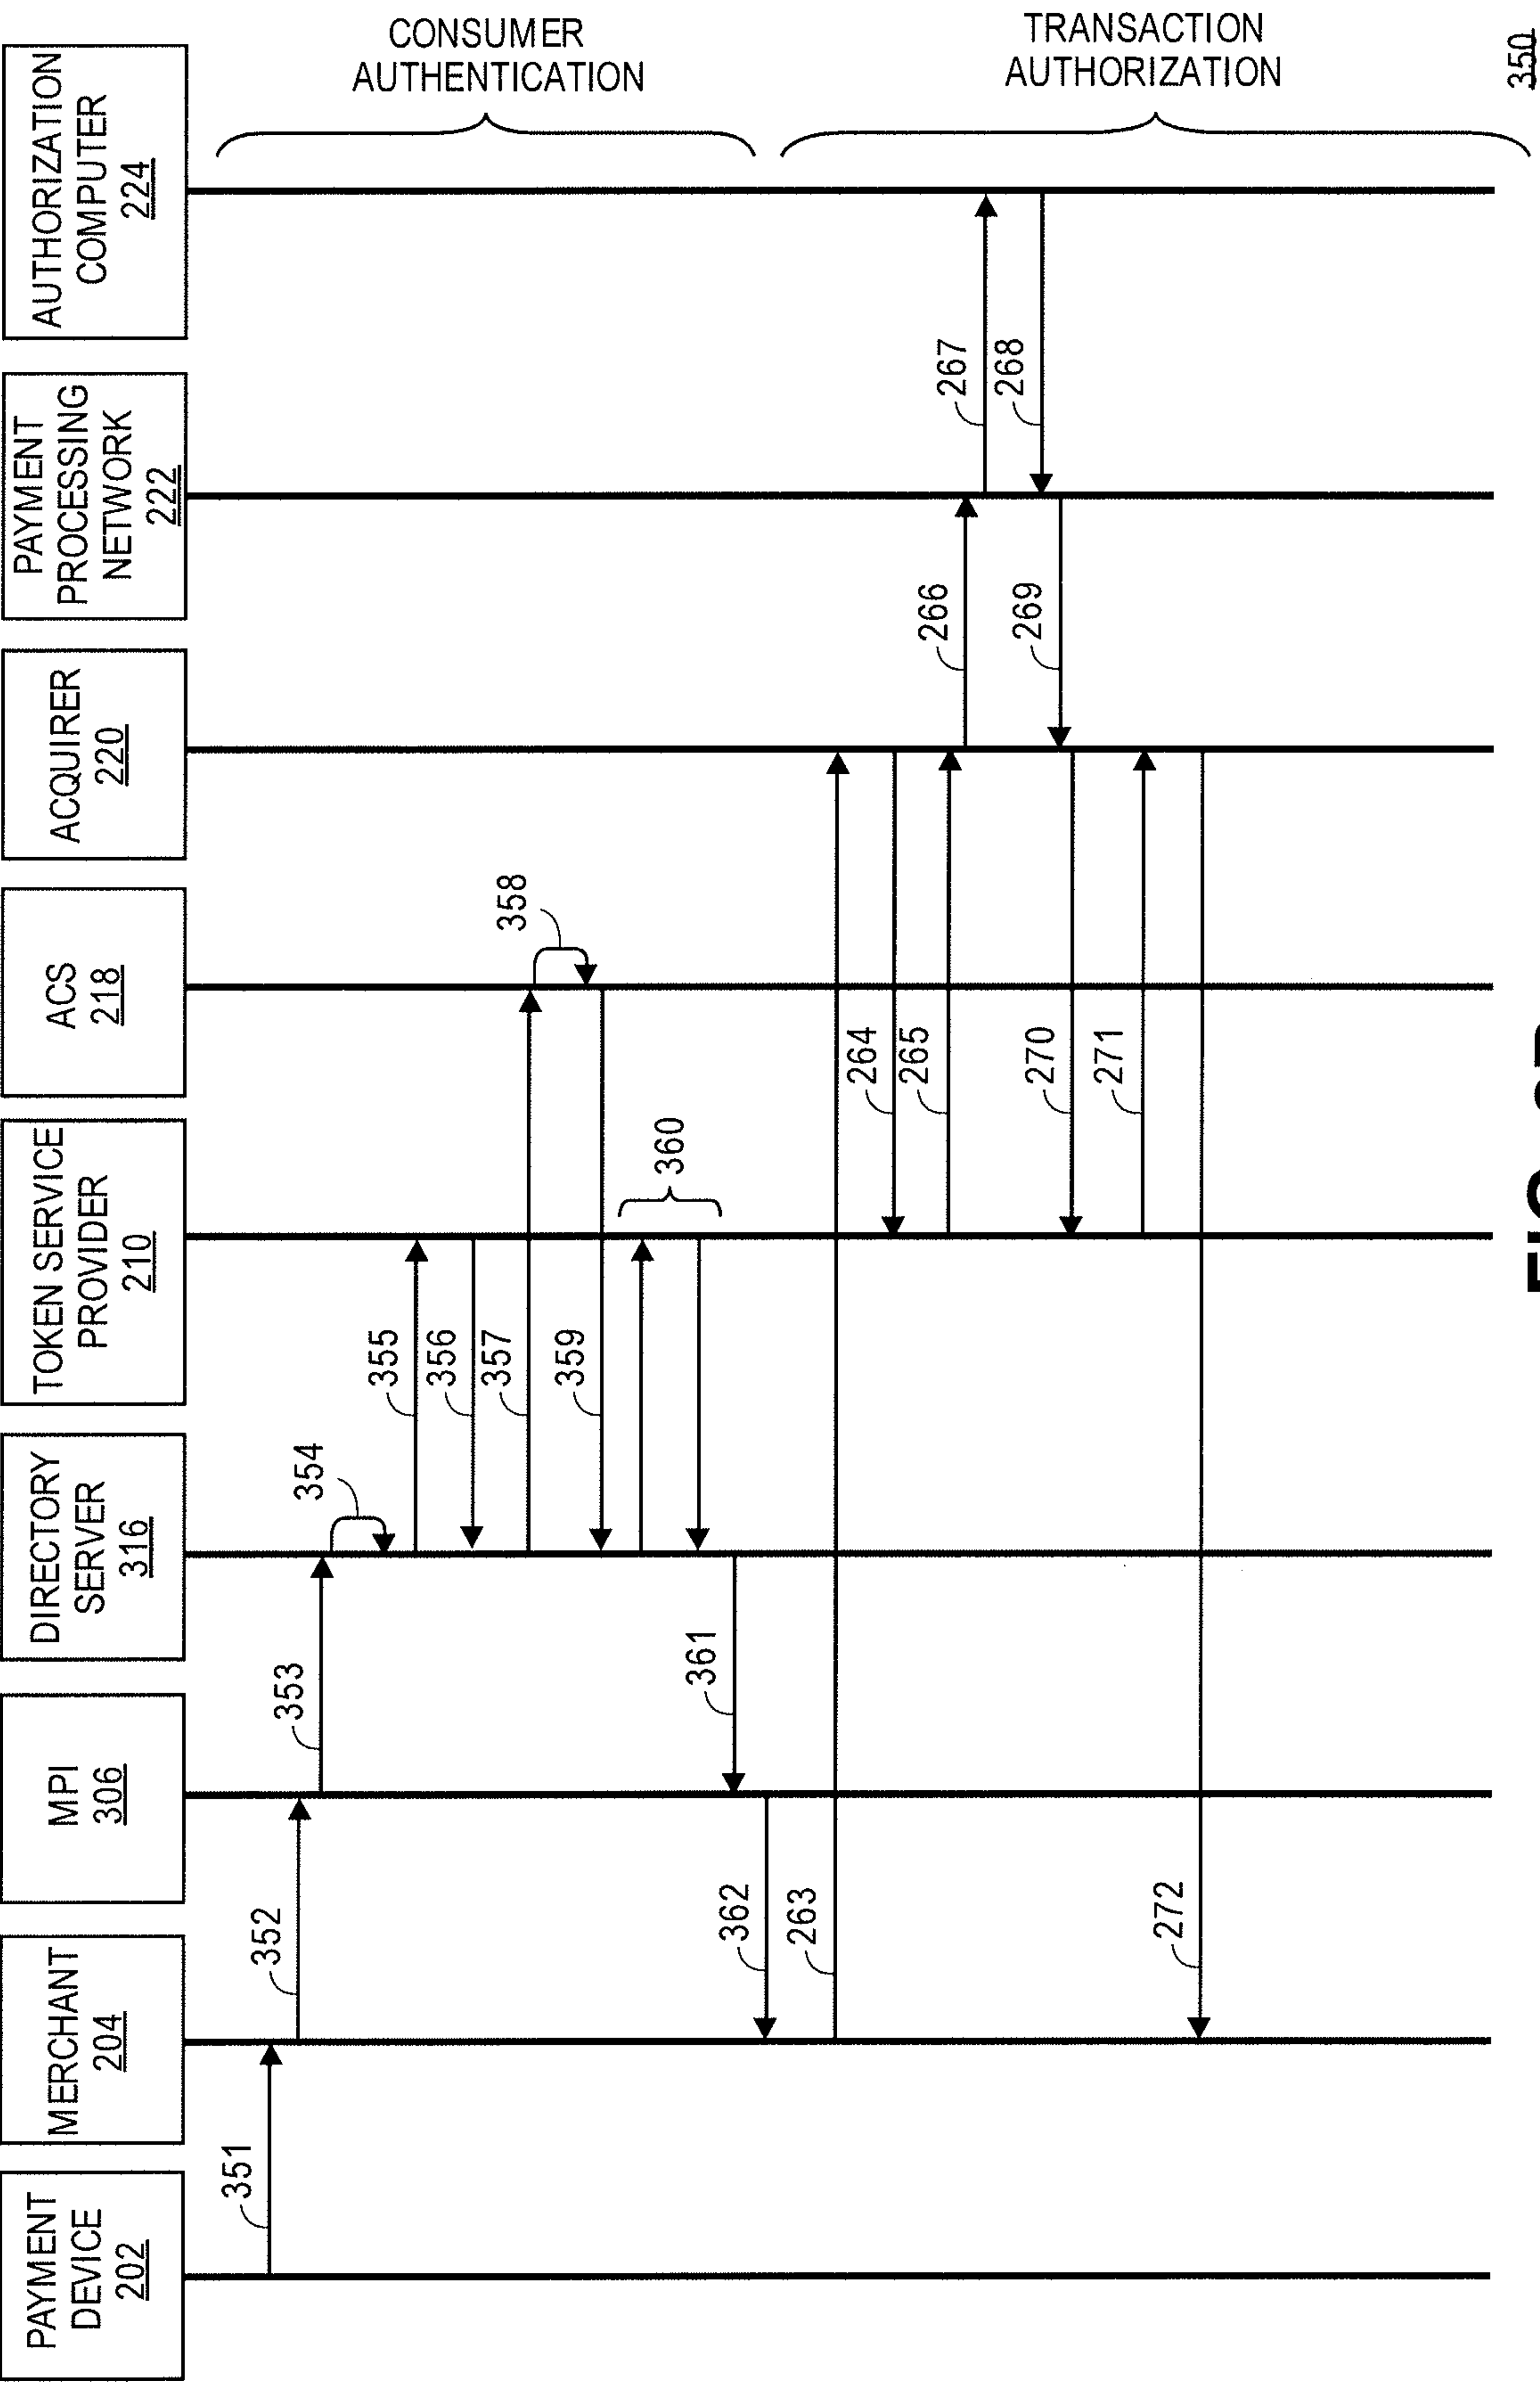 PAYMENT
DEVICE
202
MERCHANT
204
MPI
306
DIRECTORY
SERVER
316
TOKEN SERVICE
PROVIDER
210
ACS
218
ACQUIRER
220
PAYMENT
PROCESSING
NETWORK
222
AUTHORIZATION
COMPUTER
224
CONSUMER
AUTHENTICATION
351
352
353
354
355
356
357
358
359
360
361
362
TRANSACTION
AUTHORIZATION
263
264
265
266
267
268
269
270
271
272
350